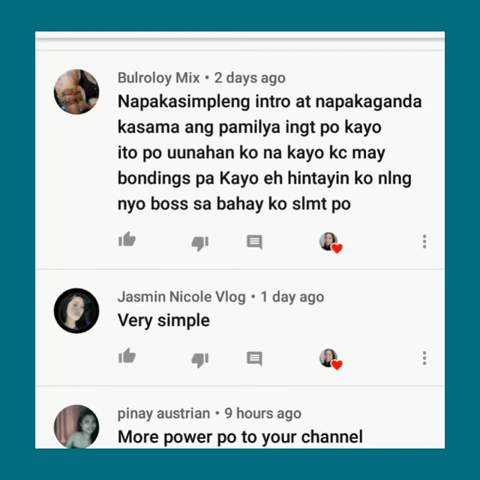 Bulroloy Mix • 2 days ago
Napakasimpleng intro at napakaganda
kasama ang pamilya ingt po kayo
ito po uunahan ko na kayo kc may
bondings pa Kayo eh hintayin ko nlng
nyo boss sa bahay ko slmt po
Jasmin Nicole Vlog • 1 day ago
Very simple
pinay austrian • 9 hours ago
More power po to your channel